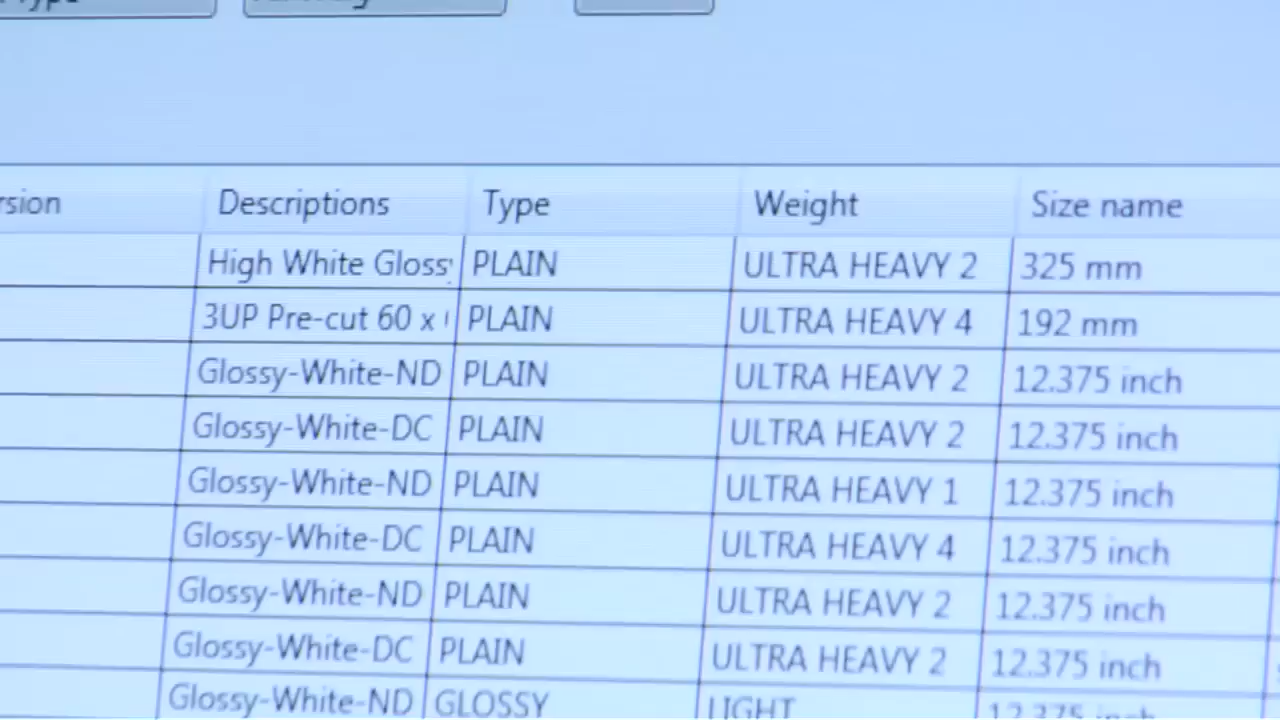 Descriptions Type Weight Size name
High White Gloss PLAIN ULTRA HEAVY 2 325 mm
3UP Pre-cut 60 x PLAIN ULTRA HEAVY 4 192 mm
Glossy-White-ND PLAIN ULTRA HEAVY 2 12.375 inch
Glossy-White-DC PLAIN ULTRA HEAVY 2 12.375 inch
Glossy-White-ND PLAIN ULTRA HEAVY 1 12.375 inch
Glossy-White-DC PLAIN ULTRA HEAVY 4 12.375 inch
Glossy-White-ND PLAIN ULTRA HEAVY 2 12.375 inch
Glossy-White-DC PLAIN ULTRA HEAVY 2 12.375 inch
Glossy-White-ND GLOSSY LIGHT 12.375 inch